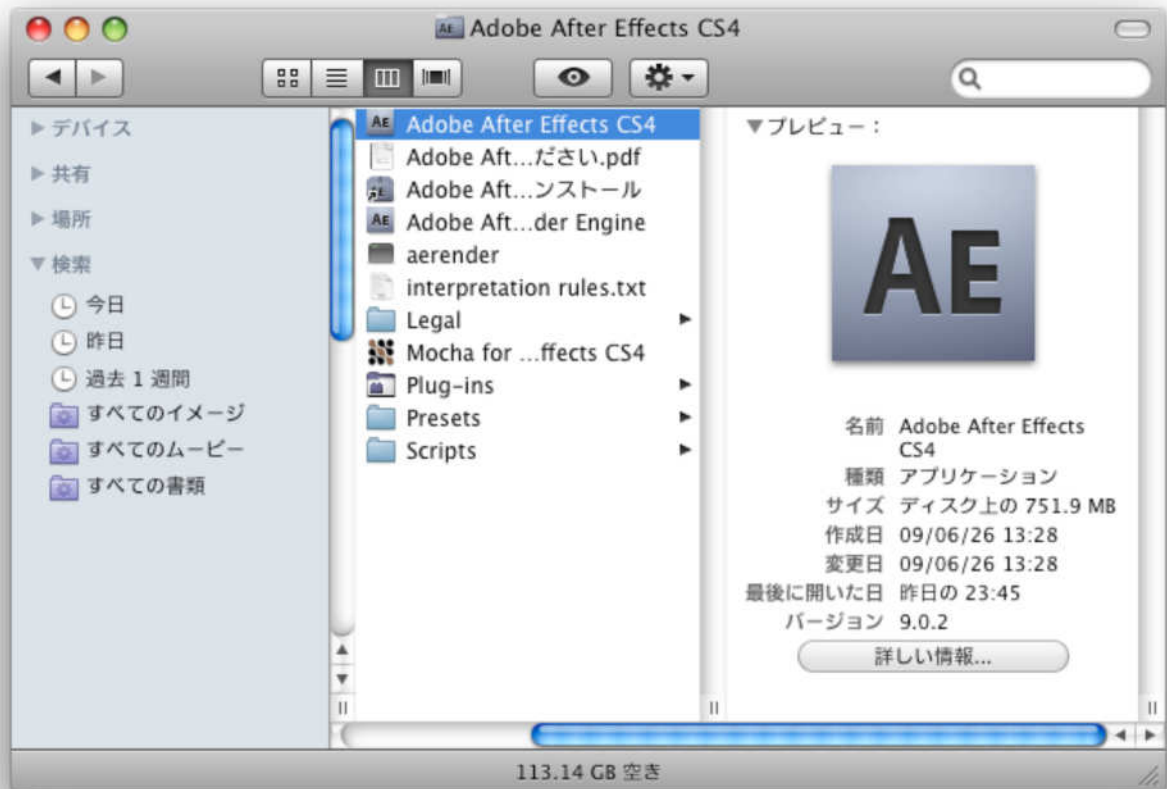 Adobe After Effects CS4
デバイス
共有
場所
検索
今日
昨日
過去 1 週間
すべてのイメージ
すべてのムービー
すべての書類
Adobe After Effects CS4
Adobe Aft...ださい.pdf
Adobe Aft...ンストール
Adobe Aft...der Engine
aerender
interpretation rules.txt
Legal
Mocha for ...ffects CS4
Plug-ins
Presets
Scripts
プレビュー：
AE
名前 Adobe After Effects
CS4
種類 アプリケーション
サイズ ディスク上の 751.9 MB
作成日 09/06/26 13:28
変更日 09/06/26 13:28
最後に開いた日 昨日の 23:45
バージョン 9.0.2
詳しい情報...
113.14 GB 空き